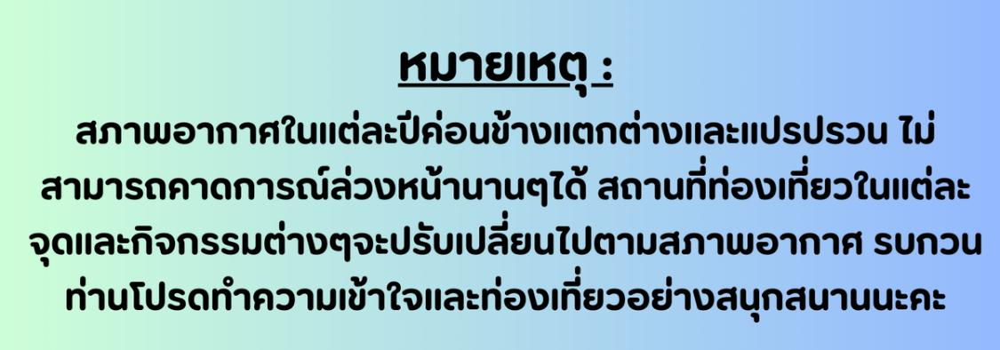 หมายเหตุ :
สภาพอากาศในแต่ละปีค่อนข้างแตกต่างและแปรปรวน ไม่
สามารถคาดการณ์ล่วงหน้านานๆได้ สถานที่ท่องเที่ยวในแต่ละ
จุดและกิจกรรมต่างๆจะปรับเปลี่ยนไปตามสภาพอากาศ รบกวน
ท่านโปรดทำความเข้าใจและท่องเที่ยวอย่างสนุกสนานนะคะ